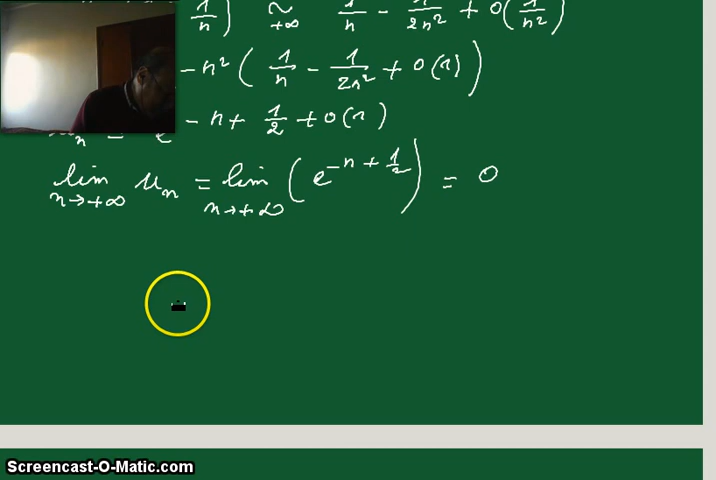 1/n ) ~ +∞ 1/n - 1/2n² + o( 1/n² )
- n² ( 1/n - 1/2n² + o(1) )
- n + 1/2 + o(1)
lim n→+∞ u_n = lim n→+∞ ( e^{-n + 1/2} ) = 0
Screencast-O-Matic.com